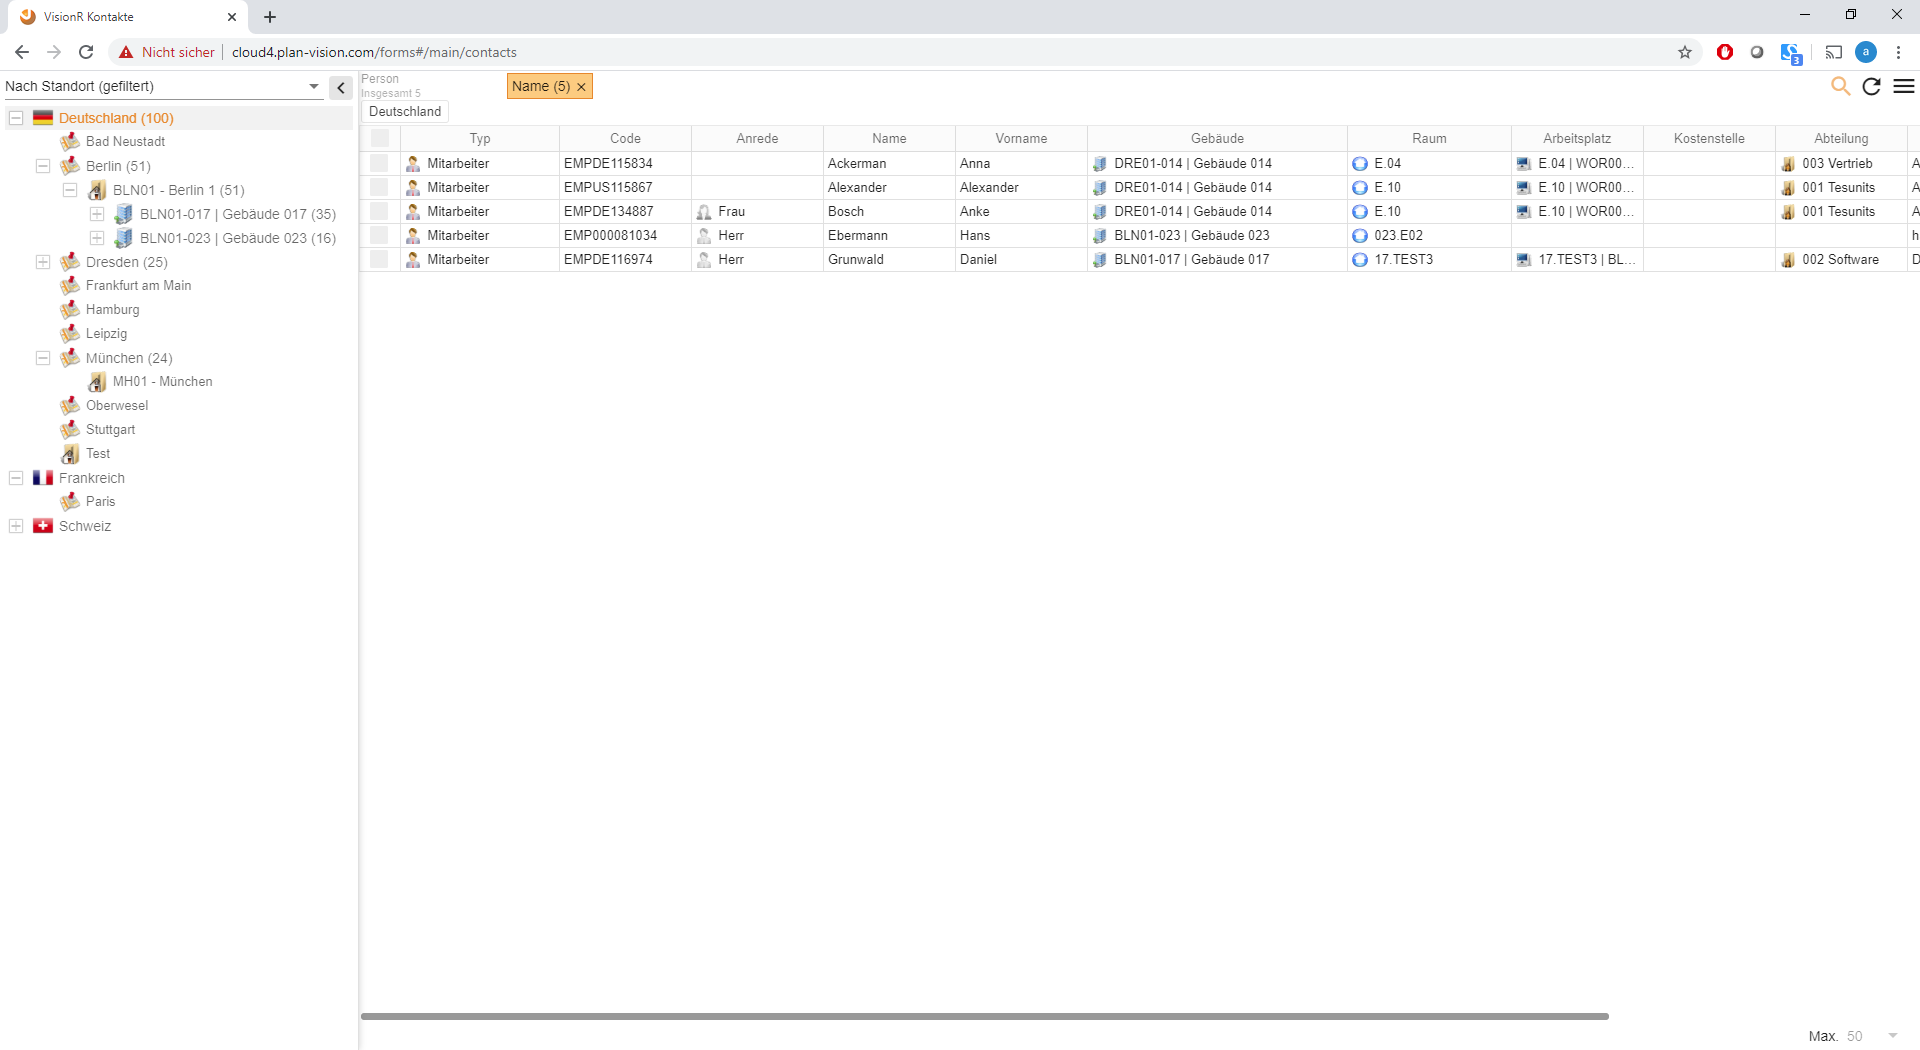 VisionR Kontakte
Nicht sicher cloud4.plan-vision.com/forms#/main/contacts
a
3
Nach Standort (gefiltert)
Deutschland (100)
Bad Neustadt
Berlin (51)
BLN01 - Berlin 1 (51)
BLN01-017 | Gebäude 017 (35)
BLN01-023 | Gebäude 023 (16)
Dresden (25)
Frankfurt am Main
Hamburg
Leipzig
München (24)
MH01 - München
Oberwesel
Stuttgart
Test
Frankreich
Paris
Schweiz
Person
Insgesamt 5
Name (5)
Deutschland
Typ Code Anrede Name Vorname Gebäude Raum Arbeitsplatz Kostenstelle Abteilung
Mitarbeiter EMPDE115834 Ackerman Anna DRE01-014 | Gebäude 014 E.04 E.04 | WOR00... 003 Vertrieb A
Mitarbeiter EMPUS115867 Alexander Alexander DRE01-014 | Gebäude 014 E.10 E.10 | WOR00... 001 Tesunits A
Mitarbeiter EMPDE134887 Frau Bosch Anke DRE01-014 | Gebäude 014 E.10 E.10 | WOR00... 001 Tesunits A
Mitarbeiter EMP000081034 Herr Ebermann Hans BLN01-023 | Gebäude 023 023.E02 h
Mitarbeiter EMPDE116974 Herr Grunwald Daniel BLN01-017 | Gebäude 017 17.TEST3 17.TEST3 | BL... 002 Software D
Max. 50